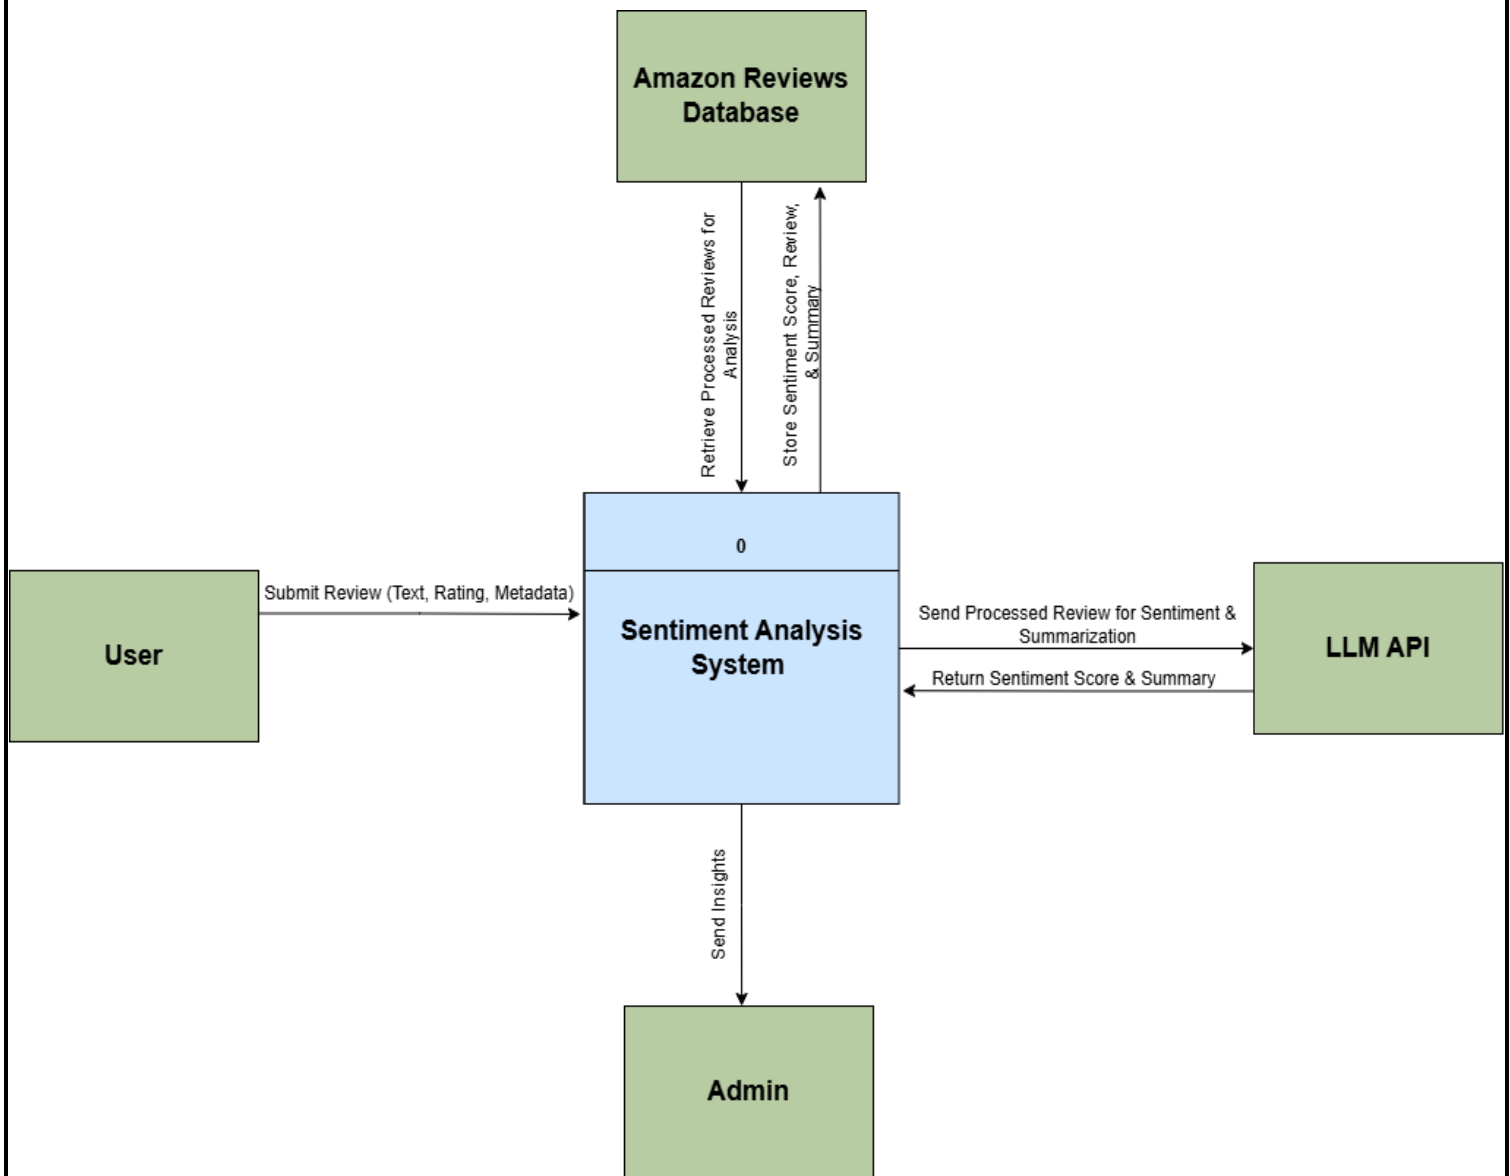 Amazon Reviews
Database
Retrieve Processed Reviews for
Analysis
Store Sentiment Score, Review,
& Summary
0
Sentiment Analysis
System
User
Submit Review (Text, Rating, Metadata)
Send Processed Review for Sentiment &
Summarization
Return Sentiment Score & Summary
LLM API
Send Insights
Admin